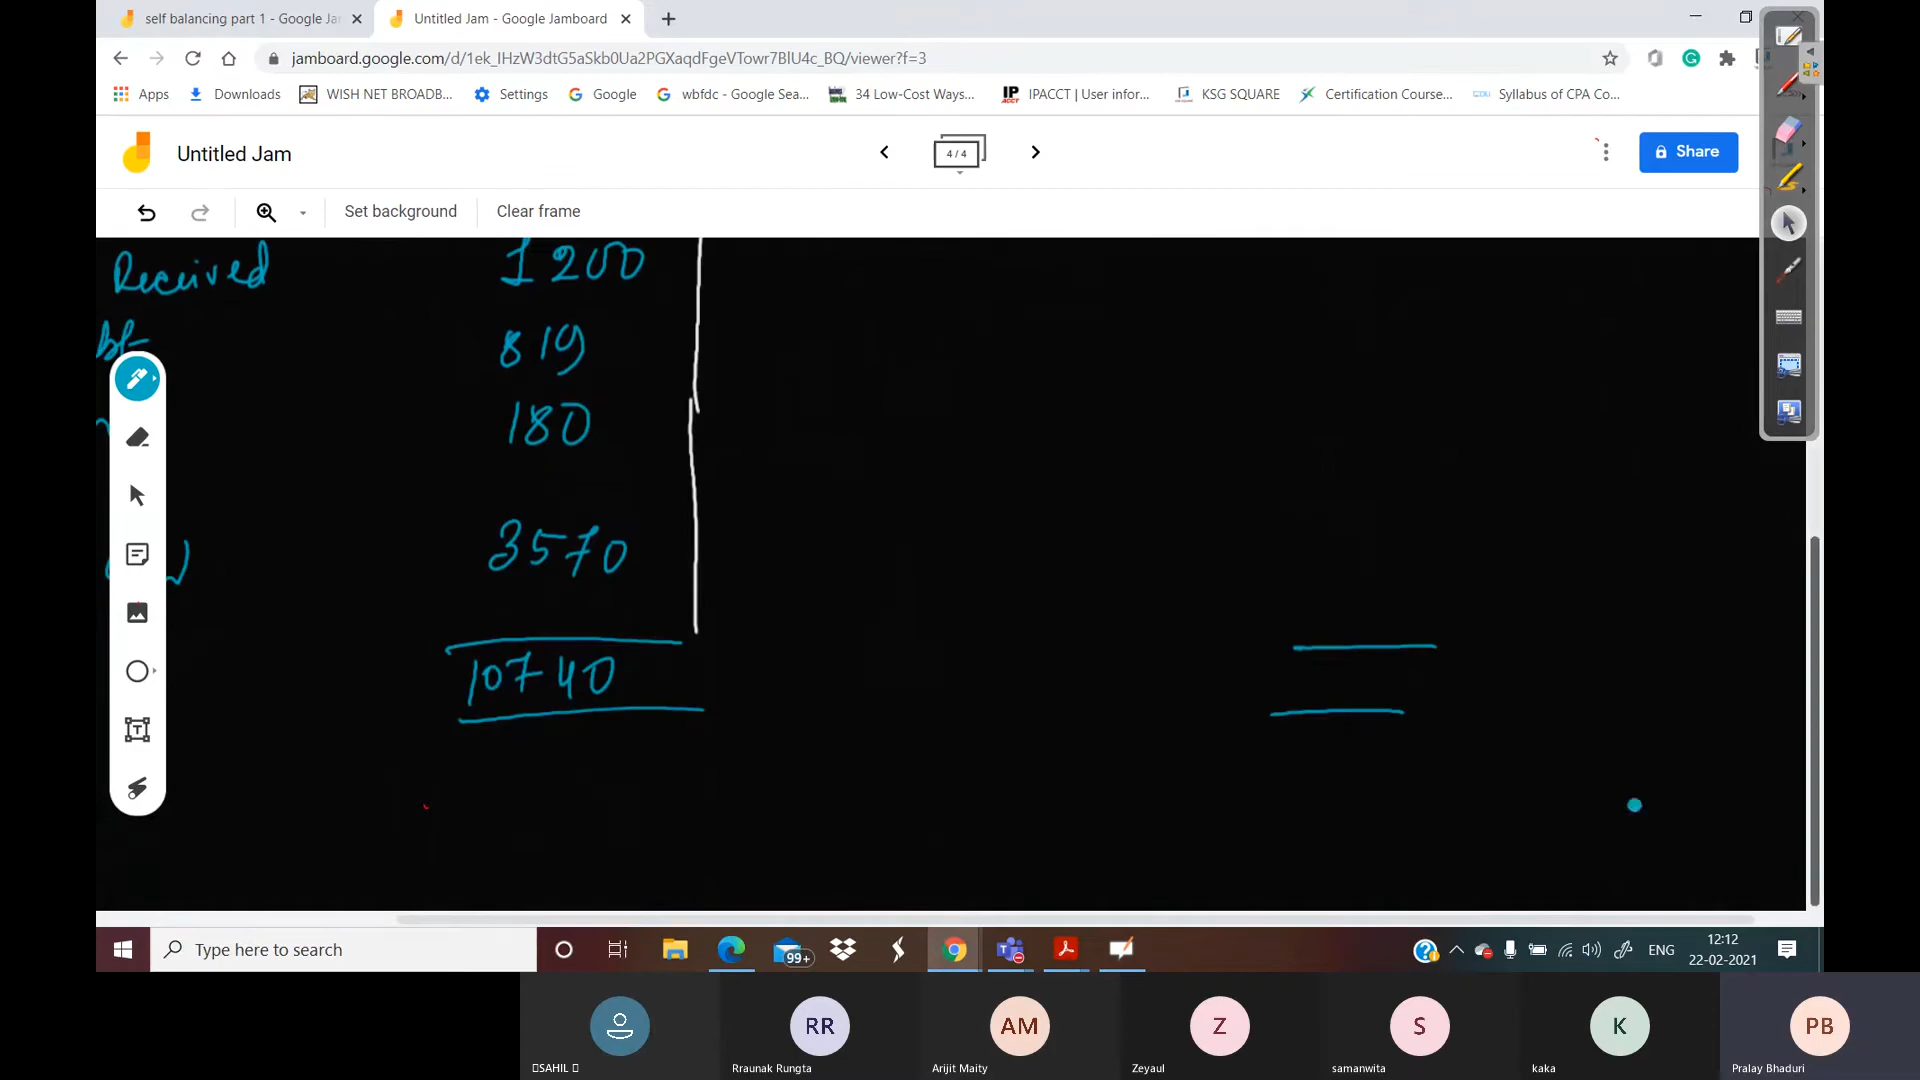 self balancing part 1 - Google Ja
Untitled Jam - Google Jamboard
jamboard.google.com/d/1ek_IHzW3dtG5aSkb0Ua2PGXaqdFgeVTowr7BlU4c_BQ/viewer?f=3
Apps
Downloads
WISH NET BROADB...
Settings
Google
wbfdc - Google Sea...
34 Low-Cost Ways...
IP ACCT
IPACCT | User infor...
KSG SQUARE
Certification Course...
Syllabus of CPA Co...
Untitled Jam
4 / 4
Share
Set background
Clear frame
Received 1200
819
180
3570
10740
Type here to search
99+
ENG
12:12
22-02-2021
RR
AM
Z
S
K
PB
SAHIL
Rraunak Rungta
Arijit Maity
Zeyaul
samanwita
kaka
Pralay Bhaduri